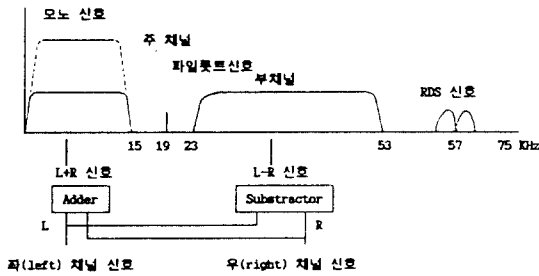 모노 신호
주 채널
파일롯트신호
부채널
RDS 신호
15 19 23 53 57 75 KHz
L+R 신호 L-R 신호
Adder Substractor
L R
좌(left) 채널 신호 우(right) 채널 신호